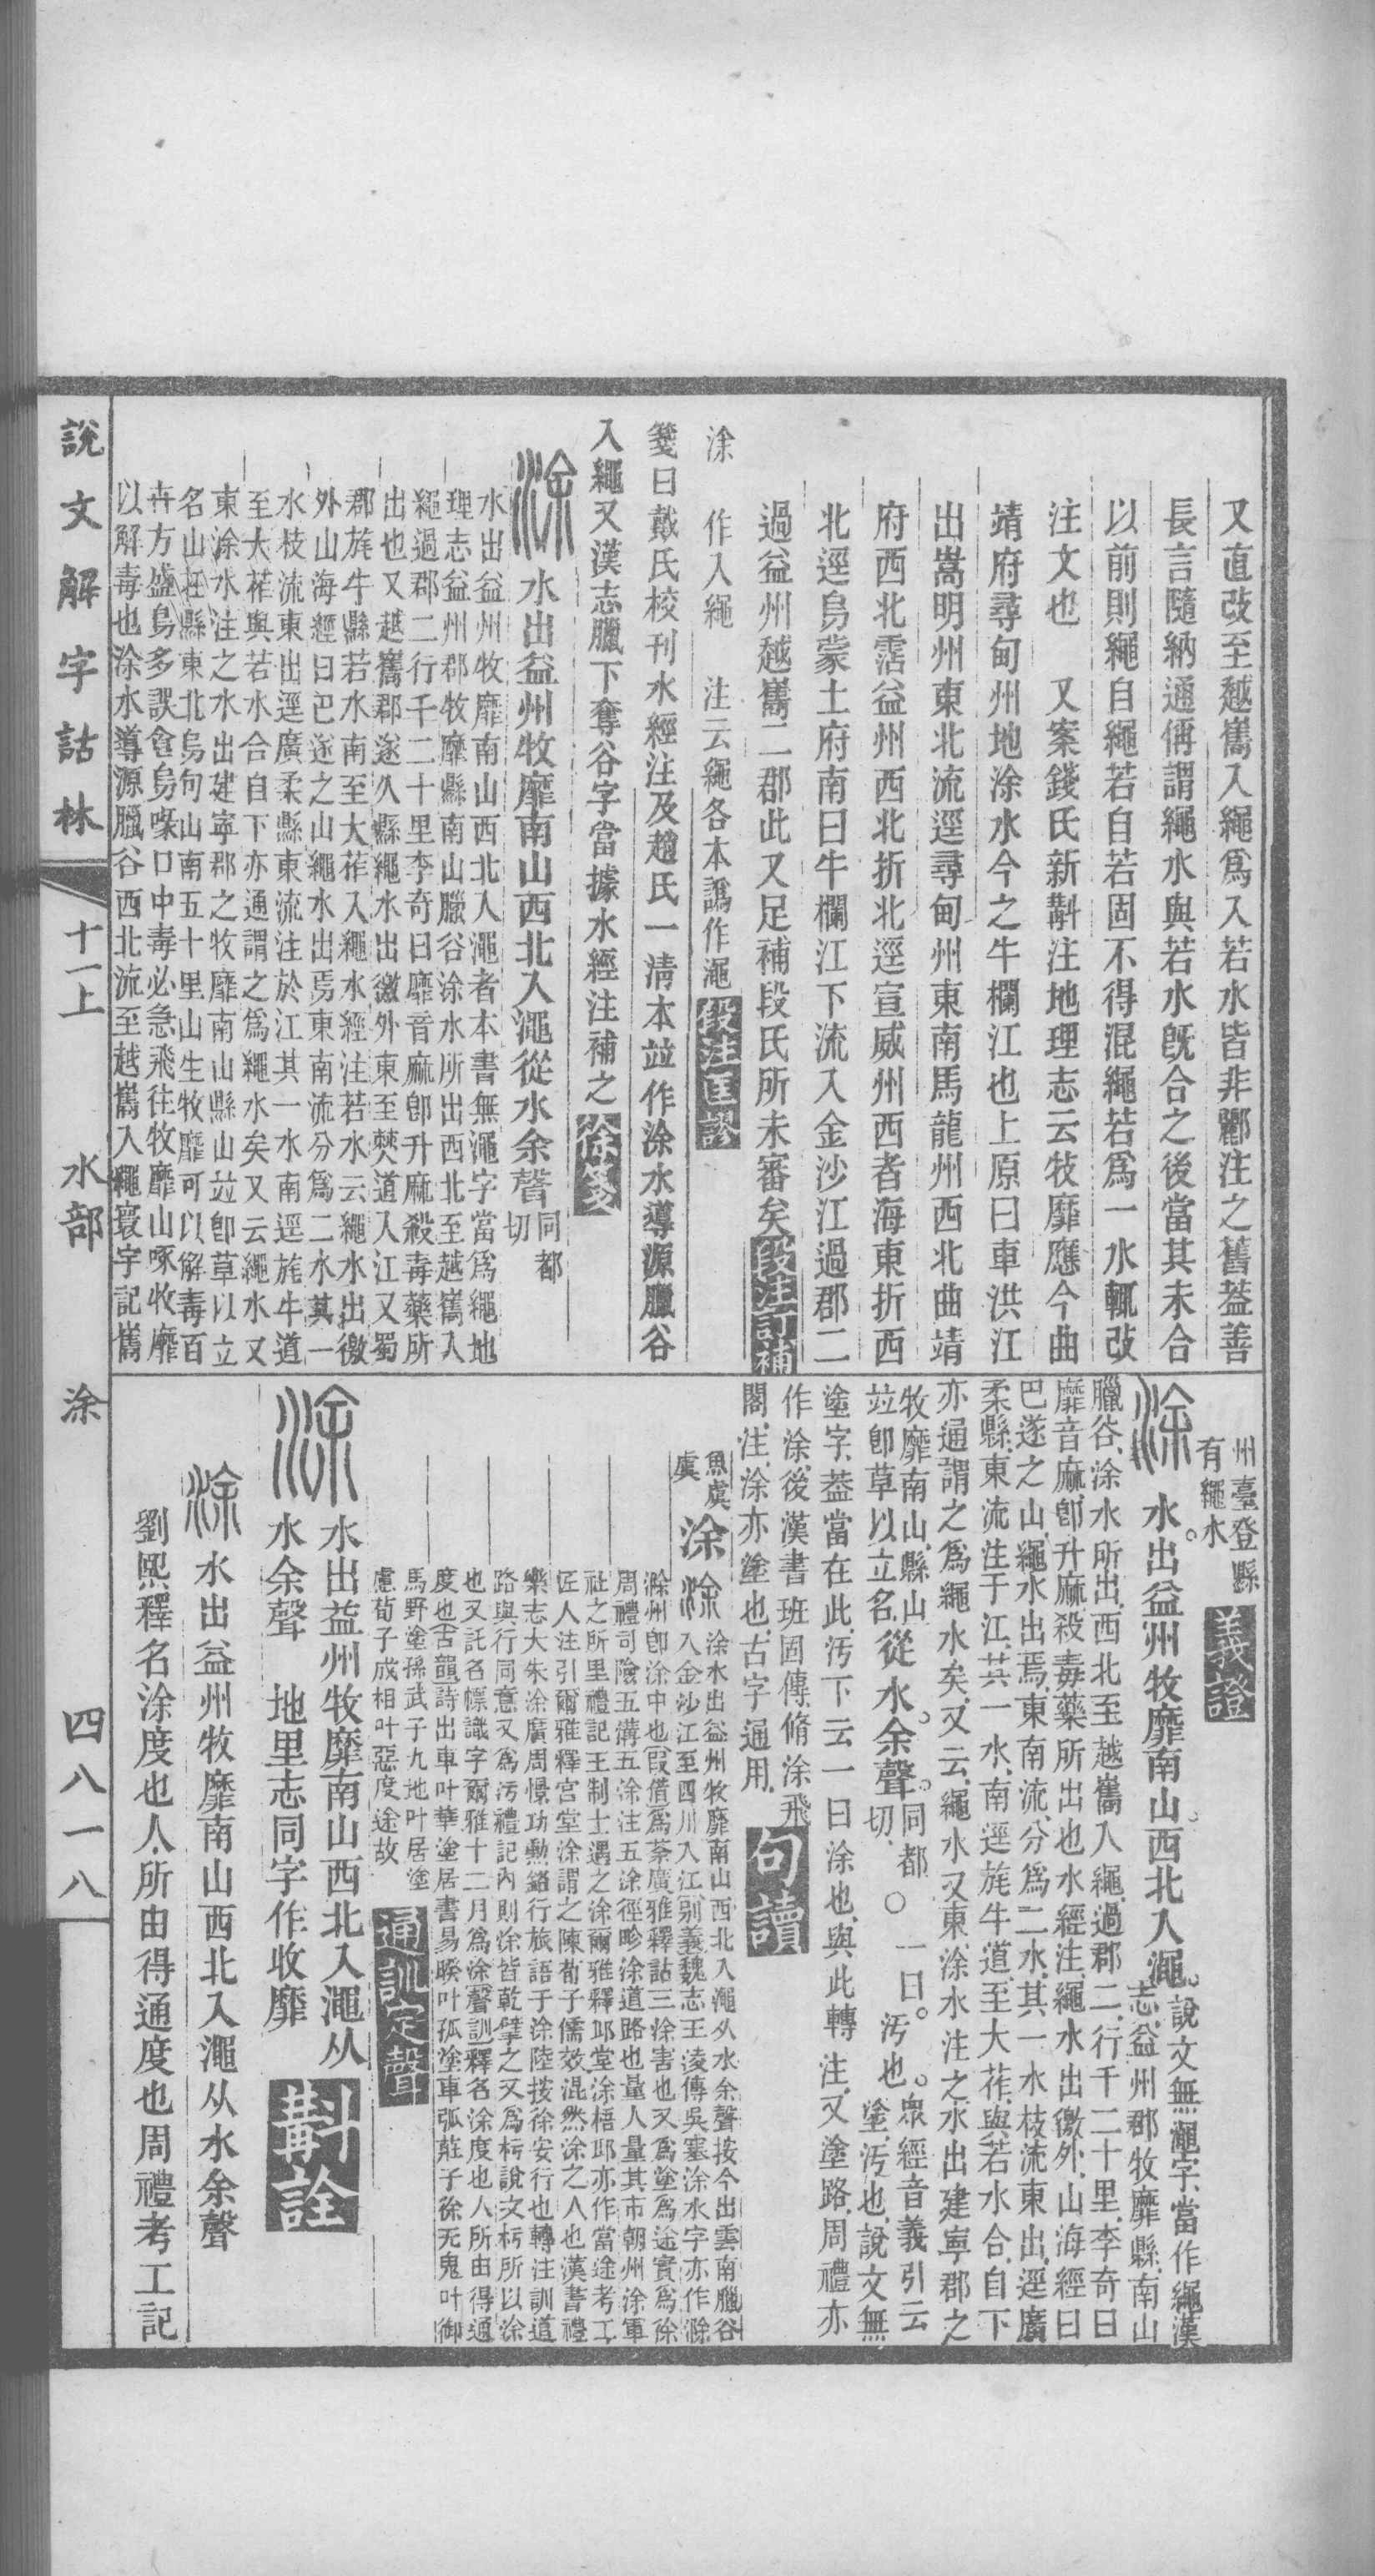 又直改至越嶲入繩爲入若水皆非酈注之舊葢善
長言隨納通偁謂繩水與若水旣合之後當其未合
以前則繩自繩若自若固不得混繩若爲一水輒改
注文也　又案錢氏新斠注地理志云牧靡應今曲
靖府尋甸州地涂水今之牛欄江也上原曰車洪江
出嵩明州東北流逕尋甸州東南馬龍州西北曲靖
府西北霑益州西北折北逕宣威州西者海東折西
北逕烏蒙土府南曰牛欄江下流入金沙江過郡二
過益州越嶲二郡此又足補段氏所未審矣段注訂補
涂　作入繩　注云繩各本譌作澠段注匡謬
箋曰戴氏校刊水經注及趙氏一清本竝作涂水導源臘谷
入繩又漢志臘下奪谷字當據水經注補之徐箋
涂水出益州牧靡南山西北入澠從水余聲同都
切
水出益州牧靡南山西北入澠者本書無澠字當爲繩地
理志益州郡牧靡縣南山臘谷涂水所出西北至越嶲入
繩過郡二行千二十里李奇曰靡音麻卽升麻殺毒藥所
出也又越嶲郡遂久縣繩水出徼外東至僰道入江又蜀
郡旄牛縣若水南至大莋入繩水經注若水云繩水出徼
外山海經曰巴遂之山繩水出焉東南流分爲二水其一
水枝流東出逕廣柔縣東流注於江其一水南逕旄牛道
至大莋與若水合自下亦通謂之爲繩水矣又云繩水又
東涂水注之水出建寧郡之牧靡南山縣山竝卽草以立
名山在縣東北烏句山南五十里山生牧靡可以解毒百
卉方盛鳥多誤食烏喙口中毒必急飛往牧靡山啄牧靡
以解毒也涂水導源臘谷西北流至越嶲入繩寰宇記嶲
州臺登縣
有繩水義證
涂水出益州牧靡南山西北入澠說文無澠字當作繩漢
志益州郡牧靡縣南山
臘谷涂水所出西北至越嶲入繩過郡二行千二十里李奇曰
靡音麻卽升麻殺毒藥所出也水經注繩水出徼外山海經曰
巴遂之山繩水出焉東南流分爲二水其一水枝流東出逕廣
柔縣東流注于江其一水南逕旄牛道至大莋與若水合自下
亦通謂之爲繩水矣又云繩水又東涂水注之水出建寧郡之
牧靡南山縣山
竝卽草以立名從水余聲同都
切○一曰汚也衆經音義引云
塗汚也說文無
塗字葢當在此汚下云一曰涂也與此轉注又塗路周禮亦
作涂後漢書班固傳脩涂飛
閣注涂亦塗也古字通用句讀
魚虞
虞涂涂涂水出益州牧靡南山西北入澠从水余聲按今出雲南臘谷
入金沙江至四川入江別義魏志王淩傳吳塞涂水字亦作滁
滁州卽涂中也假借爲荼廣雅釋詁三涂害也又爲塗爲途實爲徐
周禮司險五溝五涂注五涂徑畛涂道路也量人量其市朝州涂軍
社之所里禮記王制士遇之涂爾雅釋邱堂涂梧邱亦作當途考工
匠人注引爾雅釋宮堂涂謂之陳荀子儒效混然涂之人也漢書禮
樂志大朱涂廣周憬功勳銘行旅語于涂陸按徐安行也轉注訓道
路與行同意又爲汚禮記內則涂皆乾擘之又爲杇說文杇所以涂
也又託名幖識字爾雅十二月爲涂聲訓釋名涂度也人所由得通
度也古韻詩出車叶華塗居書易睽叶孤塗車弧莊子徐无鬼叶御
馬野塗孫武子九地叶居塗
慮荀子成相叶惡度途故通訓定聲
涂水出益州牧靡南山西北入澠从
水余聲　地里志同字作收靡斠詮
涂水出益州牧靡南山西北入澠从水余聲
劉熙釋名涂度也人所由得通度也周禮考工記
說文解字詁林　十一上　水部　涂　四八一八